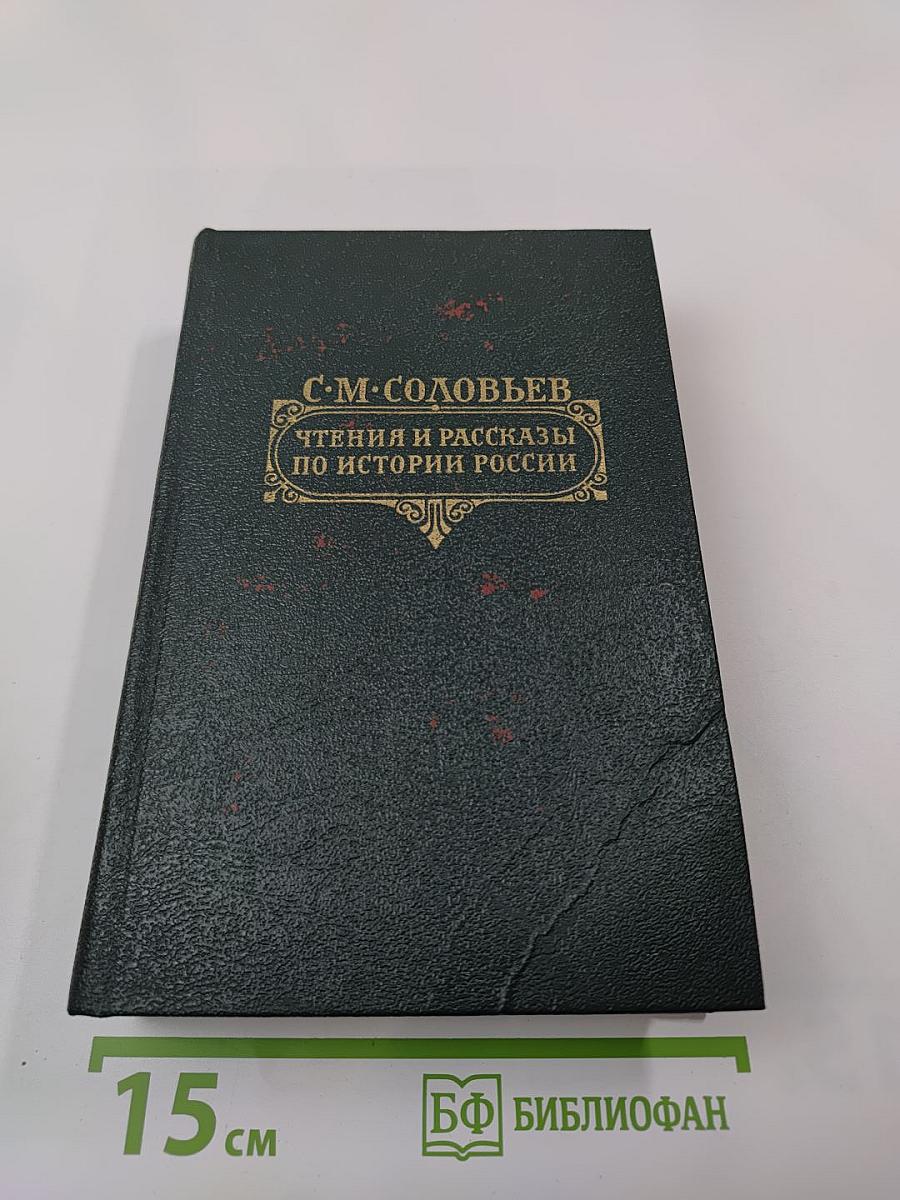 С·М·СОЛОВЬЕВ
ЧТЕНИЯ И РАССКАЗЫ
ПО ИСТОРИИ РОССИИ
15 см
БФ БИБЛИОФАН